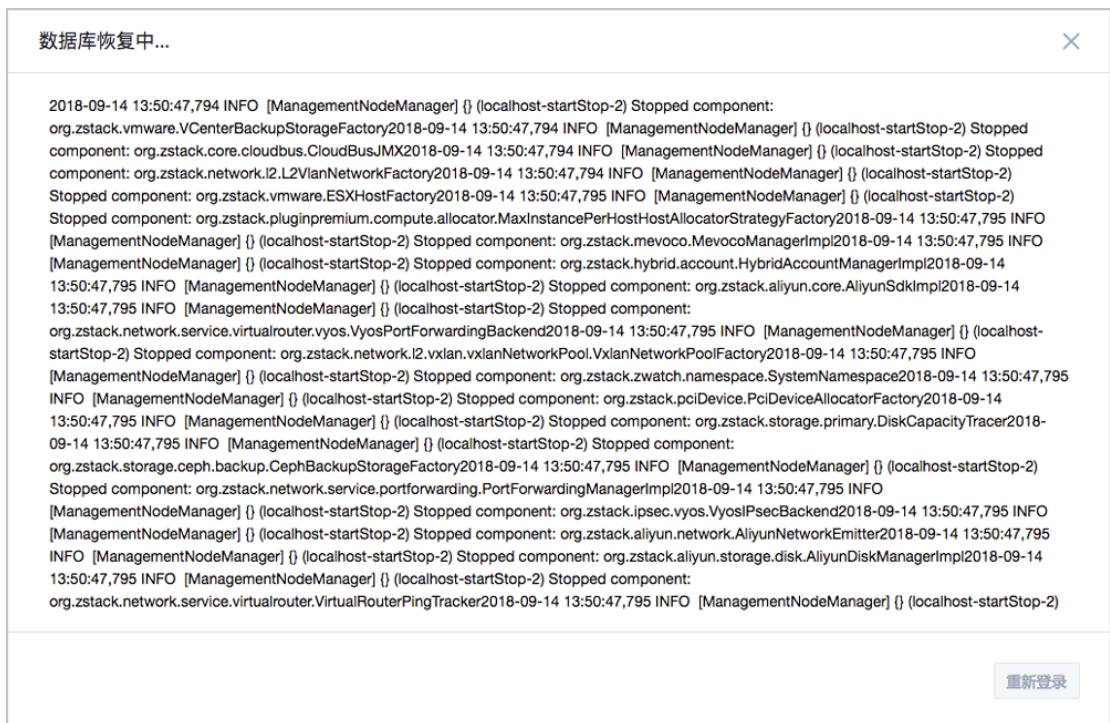 数据库恢复中...
2018-09-14 13:50:47,794 INFO  [ManagementNodeManager] {} (localhost-startStop-2) Stopped component:
org.zstack.vmware.VCenterBackupStorageFactory2018-09-14 13:50:47,794 INFO  [ManagementNodeManager] {} (localhost-startStop-2) Stopped
component: org.zstack.core.cloudbus.CloudBusJMX2018-09-14 13:50:47,794 INFO  [ManagementNodeManager] {} (localhost-startStop-2) Stopped
component: org.zstack.network.l2.L2VlanNetworkFactory2018-09-14 13:50:47,794 INFO  [ManagementNodeManager] {} (localhost-startStop-2)
Stopped component: org.zstack.vmware.ESXHostFactory2018-09-14 13:50:47,795 INFO  [ManagementNodeManager] {} (localhost-startStop-2)
Stopped component: org.zstack.pluginpremium.compute.allocator.MaxInstancePerHostHostAllocatorStrategyFactory2018-09-14 13:50:47,795 INFO
[ManagementNodeManager] {} (localhost-startStop-2) Stopped component: org.zstack.mevoco.MevocoManagerImpl2018-09-14 13:50:47,795 INFO
[ManagementNodeManager] {} (localhost-startStop-2) Stopped component: org.zstack.hybrid.account.HybridAccountManagerImpl2018-09-14
13:50:47,795 INFO  [ManagementNodeManager] {} (localhost-startStop-2) Stopped component: org.zstack.aliyun.core.AliyunSdkImpl2018-09-14
13:50:47,795 INFO  [ManagementNodeManager] {} (localhost-startStop-2) Stopped component:
org.zstack.network.service.virtualrouter.vyos.VyosPortForwardingBackend2018-09-14 13:50:47,795 INFO  [ManagementNodeManager] {} (localhost-
startStop-2) Stopped component: org.zstack.network.l2.vxlan.vxlanNetworkPool.VxlanNetworkPoolFactory2018-09-14 13:50:47,795 INFO
[ManagementNodeManager] {} (localhost-startStop-2) Stopped component: org.zstack.zwatch.namespace.SystemNamespace2018-09-14 13:50:47,795
INFO  [ManagementNodeManager] {} (localhost-startStop-2) Stopped component: org.zstack.pciDevice.PciDeviceAllocatorFactory2018-09-14
13:50:47,795 INFO  [ManagementNodeManager] {} (localhost-startStop-2) Stopped component: org.zstack.storage.primary.DiskCapacityTracer2018-
09-14 13:50:47,795 INFO  [ManagementNodeManager] {} (localhost-startStop-2) Stopped component:
org.zstack.storage.ceph.backup.CephBackupStorageFactory2018-09-14 13:50:47,795 INFO  [ManagementNodeManager] {} (localhost-startStop-2)
Stopped component: org.zstack.network.service.portforwarding.PortForwardingManagerImpl2018-09-14 13:50:47,795 INFO
[ManagementNodeManager] {} (localhost-startStop-2) Stopped component: org.zstack.ipsec.vyos.VyosIPsecBackend2018-09-14 13:50:47,795 INFO
[ManagementNodeManager] {} (localhost-startStop-2) Stopped component: org.zstack.aliyun.network.AliyunNetworkEmitter2018-09-14 13:50:47,795
INFO  [ManagementNodeManager] {} (localhost-startStop-2) Stopped component: org.zstack.aliyun.storage.disk.AliyunDiskManagerImpl2018-09-14
13:50:47,795 INFO  [ManagementNodeManager] {} (localhost-startStop-2) Stopped component:
org.zstack.network.service.virtualrouter.VirtualRouterPingTracker2018-09-14 13:50:47,795 INFO  [ManagementNodeManager] {} (localhost-startStop-2)
重新登录